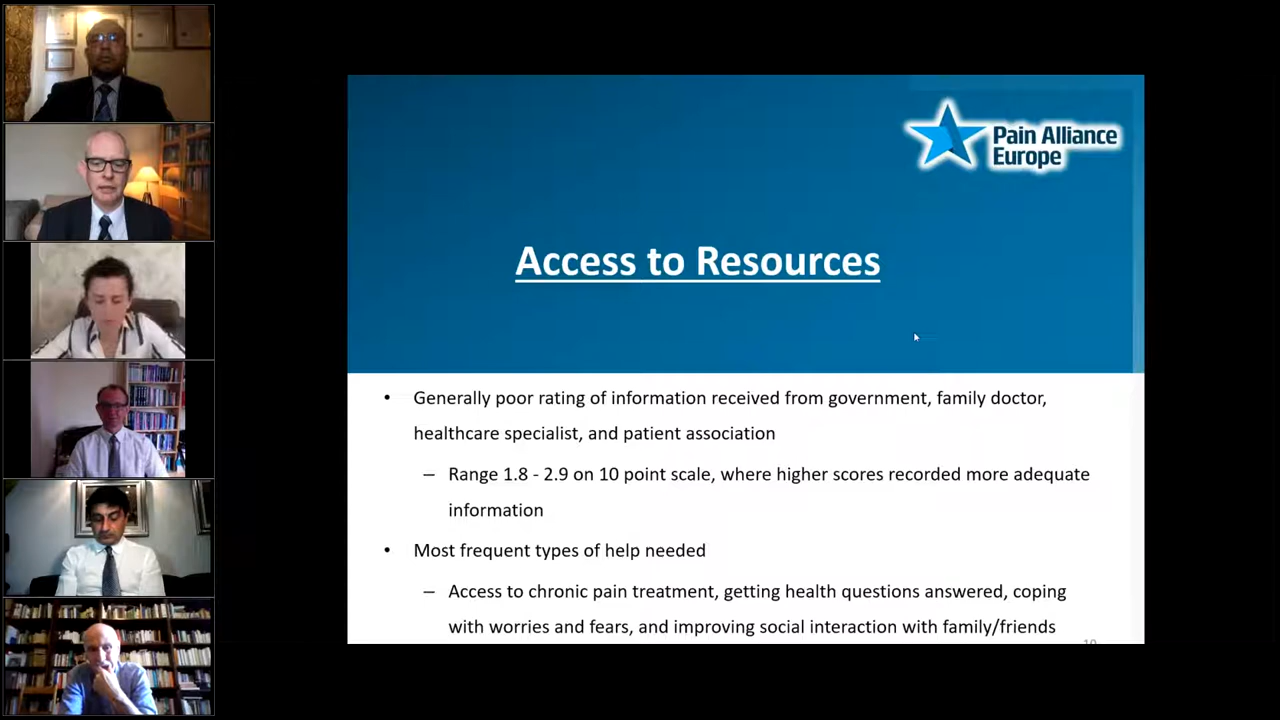 Pain Alliance
Europe
Access to Resources
• Generally poor rating of information received from government, family doctor,
healthcare specialist, and patient association
– Range 1.8 - 2.9 on 10 point scale, where higher scores recorded more adequate
information
• Most frequent types of help needed
– Access to chronic pain treatment, getting health questions answered, coping
with worries and fears, and improving social interaction with family/friends